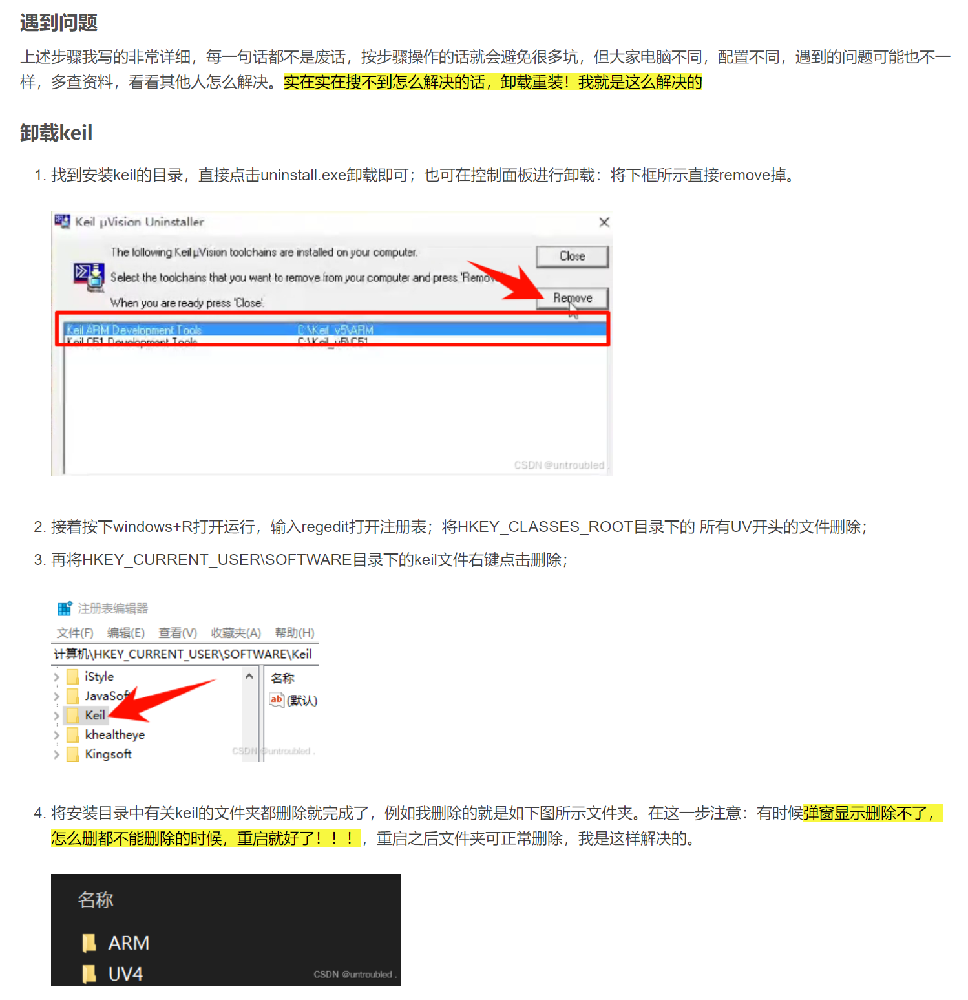 遇到问题
上述步骤我写的非常详细，每一句话都不是废话，按步骤操作的话就会避免很多坑，但大家电脑不同，配置不同，遇到的问题可能也不一
样，多查资料，看看其他人怎么解决。实在实在搜不到怎么解决的话，卸载重装！我就是这么解决的
卸载keil
1. 找到安装keil的目录，直接点击uninstall.exe卸载即可；也可在控制面板进行卸载：将下框所示直接remove掉。
Keil μVision Uninstaller
The following Keil μVision toolchains are installed on your computer.
Close
Select the toolchains that you want to remove from your computer and press 'Remov
Remove
When you are ready press 'Close'.
Keil ARM Development Tools C:\Keil_v5\ARM
Keil C51 Development Tools C:\Keil_v5\C51
CSDN @untroubled .
2. 接着按下windows+R打开运行，输入regedit打开注册表；将HKEY_CLASSES_ROOT目录下的 所有UV开头的文件删除；
3. 再将HKEY_CURRENT_USER\SOFTWARE目录下的keil文件右键点击删除；
注册表编辑器
文件(F) 编辑(E) 查看(V) 收藏夹(A) 帮助(H)
计算机\HKEY_CURRENT_USER\SOFTWARE\Keil
iStyle
名称
JavaSoft
ab (默认)
Keil
khealtheye
Kingsoft
CSDN @untroubled .
4. 将安装目录中有关keil的文件夹都删除就完成了，例如我删除的就是如下图所示文件夹。在这一步注意：有时候弹窗显示删除不了，
怎么删都不能删除的时候，重启就好了！！！，重启之后文件夹可正常删除，我是这样解决的。
名称
ARM
UV4
CSDN @untroubled .